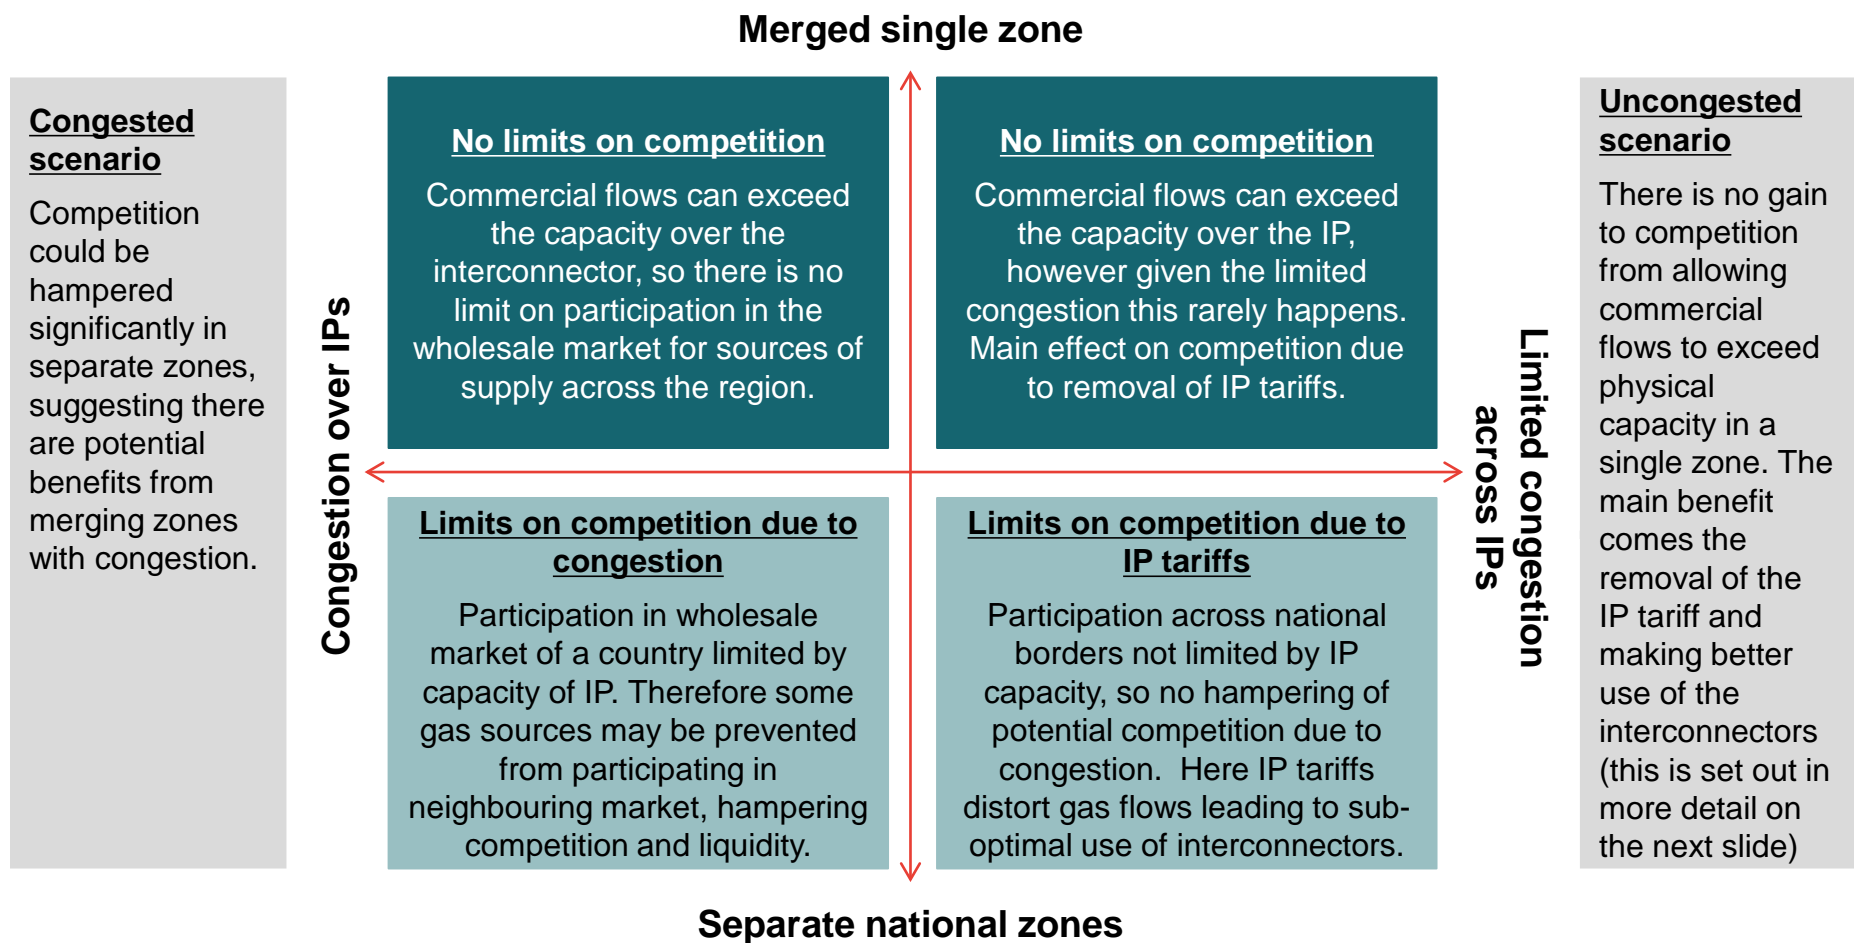 Merged single zone
Congested
scenario
Competition
could be
hampered
significantly in
separate zones,
suggesting there
are potential
benefits from
merging zones
with congestion.
Congestion over IPs
No limits on competition
Commercial flows can exceed
the capacity over the
interconnector, so there is no
limit on participation in the
wholesale market for sources of
supply across the region.
No limits on competition
Commercial flows can exceed
the capacity over the IP,
however given the limited
congestion this rarely happens.
Main effect on competition due
to removal of IP tariffs.
Limits on competition due to
congestion
Participation in wholesale
market of a country limited by
capacity of IP. Therefore some
gas sources may be prevented
from participating in
neighbouring market, hampering
competition and liquidity.
Limits on competition due to
IP tariffs
Participation across national
borders not limited by IP
capacity, so no hampering of
potential competition due to
congestion.  Here IP tariffs
distort gas flows leading to sub-
optimal use of interconnectors.
Limited congestion
across IPs
Uncongested
scenario
There is no gain
to competition
from allowing
commercial
flows to exceed
physical
capacity in a
single zone. The
main benefit
comes the
removal of the
IP tariff and
making better
use of the
interconnectors
(this is set out in
more detail on
the next slide)
Separate national zones